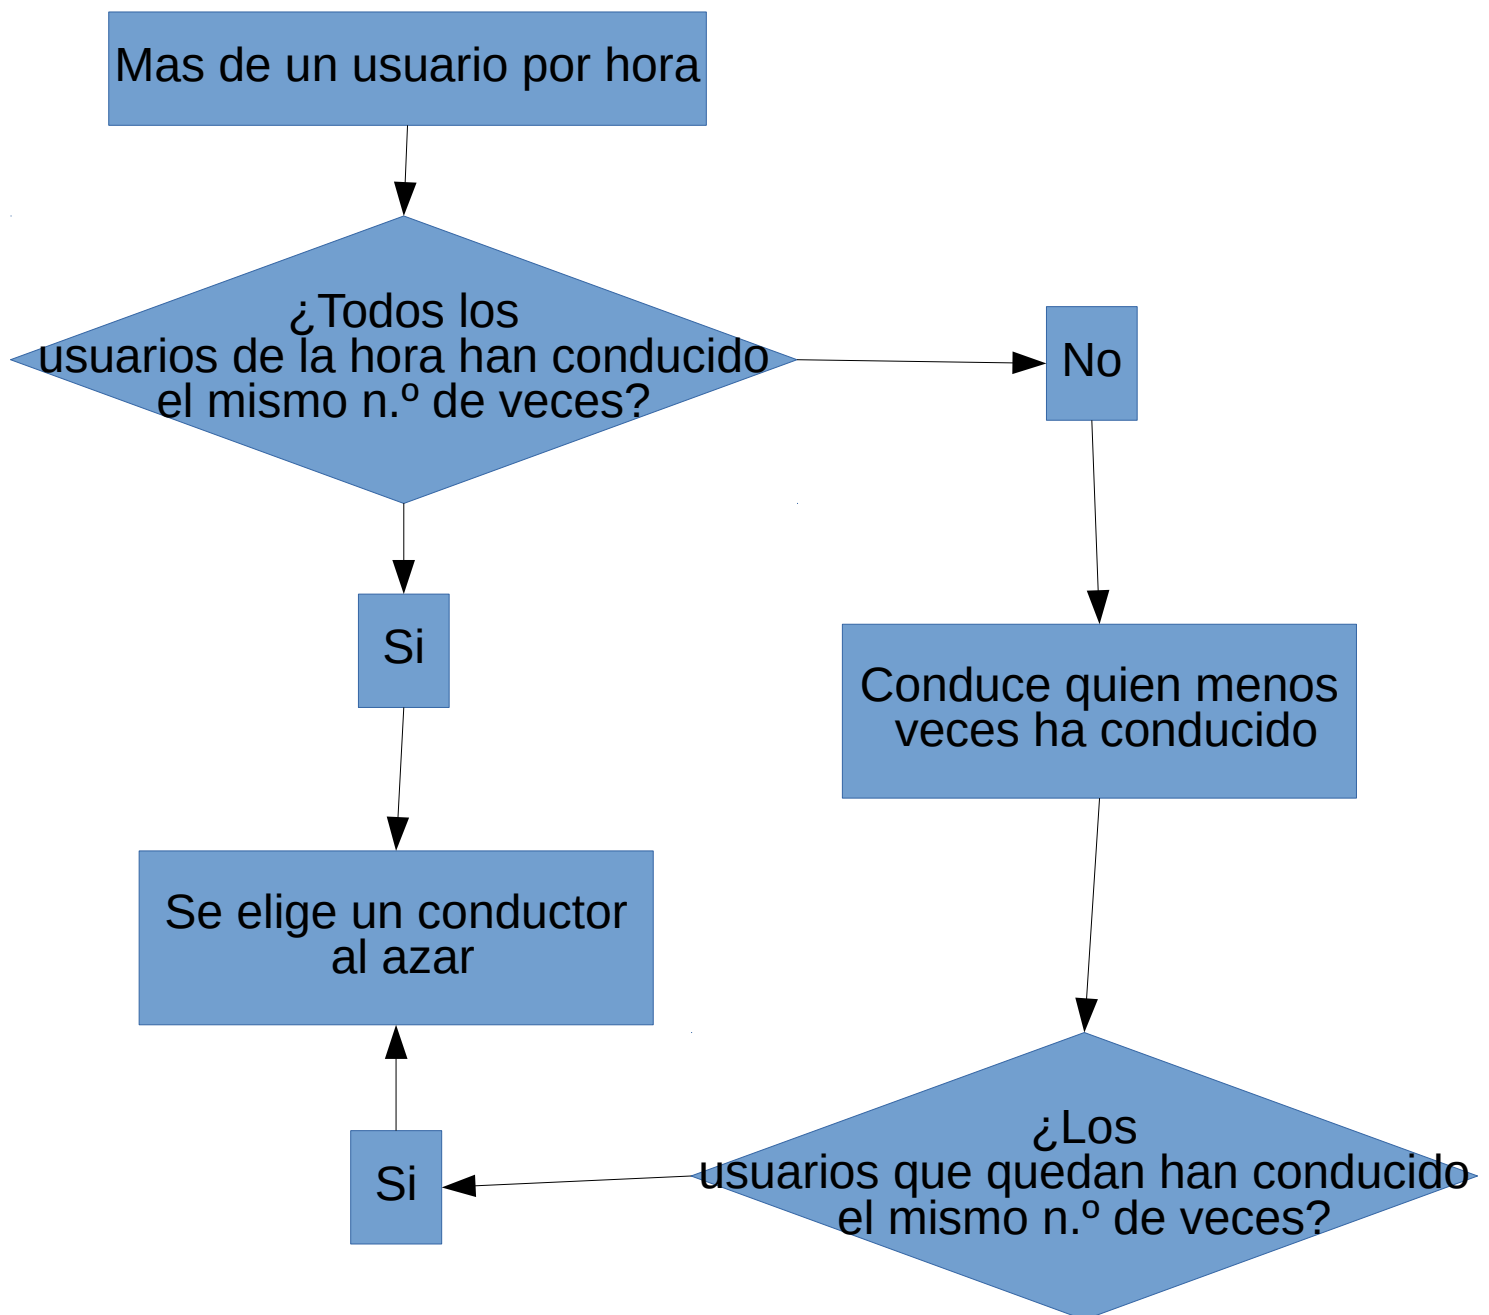 Mas de un usuario por hora
¿Todos los
usuarios de la hora han conducido
el mismo n.º de veces?
No
Si
Conduce quien menos
veces ha conducido
Se elige un conductor
al azar
¿Los
usuarios que quedan han conducido
el mismo n.º de veces?
Si